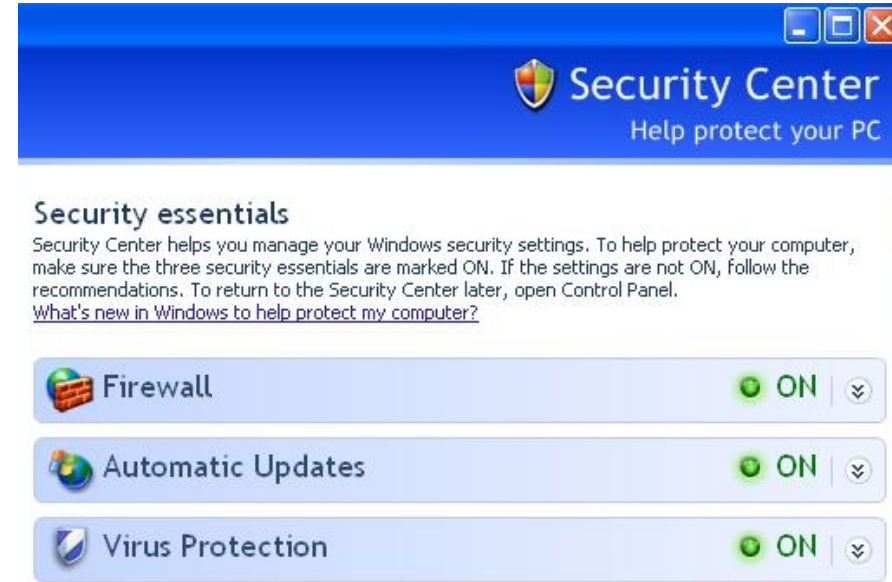 Security Center
Help protect your PC
Security essentials
Security Center helps you manage your Windows security settings. To help protect your computer,
make sure the three security essentials are marked ON. If the settings are not ON, follow the
recommendations. To return to the Security Center later, open Control Panel.
What's new in Windows to help protect my computer?
Firewall ON
Automatic Updates ON
Virus Protection ON